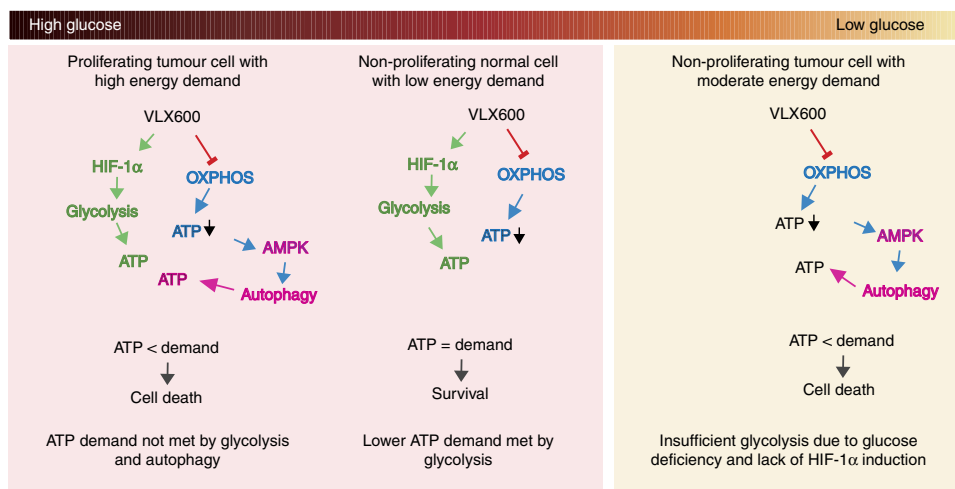 High glucose
Low glucose
Proliferating tumour cell with
high energy demand
VLX600
HIF-1α
OXPHOS
Glycolysis
ATP
AMPK
ATP
ATP
Autophagy
ATP < demand
Cell death
ATP demand not met by glycolysis
and autophagy
Non-proliferating normal cell
with low energy demand
VLX600
HIF-1α
OXPHOS
Glycolysis
ATP
ATP
ATP = demand
Survival
Lower ATP demand met by
glycolysis
Non-proliferating tumour cell with
moderate energy demand
VLX600
OXPHOS
ATP
AMPK
ATP
Autophagy
ATP < demand
Cell death
Insufficient glycolysis due to glucose
deficiency and lack of HIF-1α induction